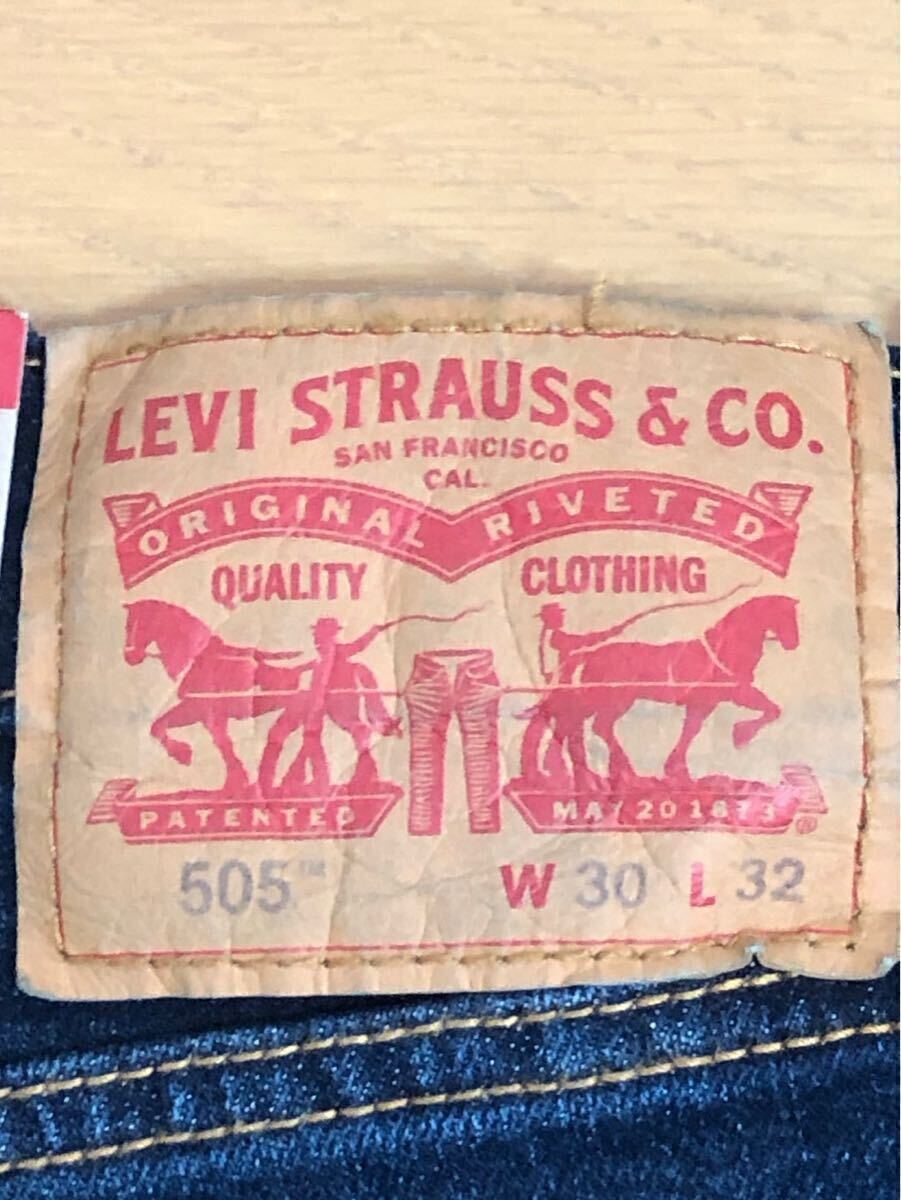 LEVI STRAUSS & CO.
SAN FRANCISCO
CAL.
ORIGINAL RIVETED
QUALITY CLOTHING
PATENTED MAY 20 1873 ®
505™ W 30 L 32